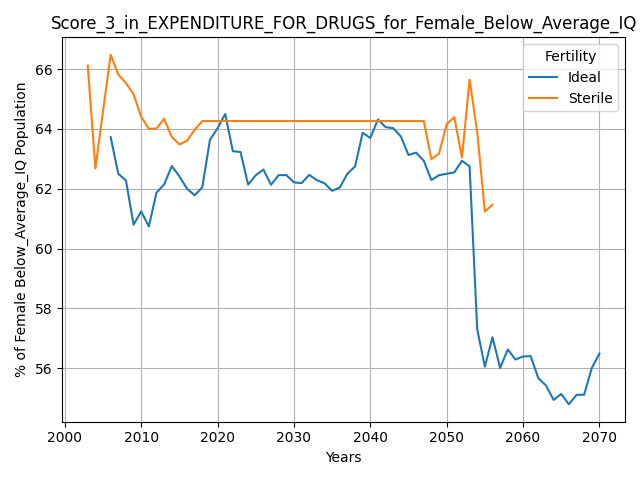 Score_3_in_EXPENDITURE_FOR_DRUGS_for_Female_Below_Average_IQ
% of Female Below_Average_IQ Population
66
64
62
60
58
56
Fertility
Ideal
Sterile
2000 2010 2020 2030 2040 2050 2060 2070
Years